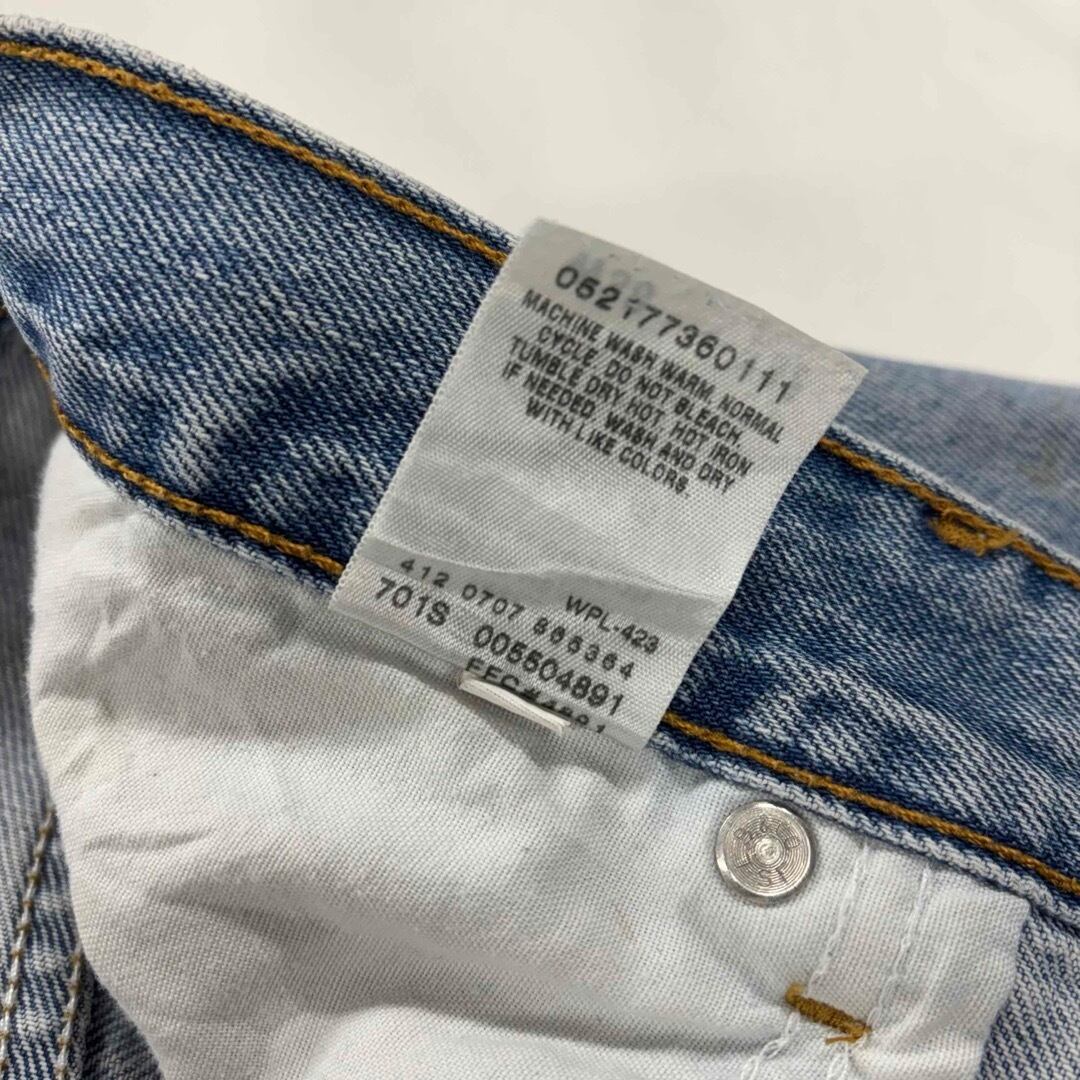 052177360111
MACHINE WASH WARM, NORMAL
CYCLE. DO NOT BLEACH.
TUMBLE DRY, HOT. HOT IRON
IF NEEDED. WASH AND DRY
WITH LIKE COLORS.
WPL-423
412 0707
701S 005504891